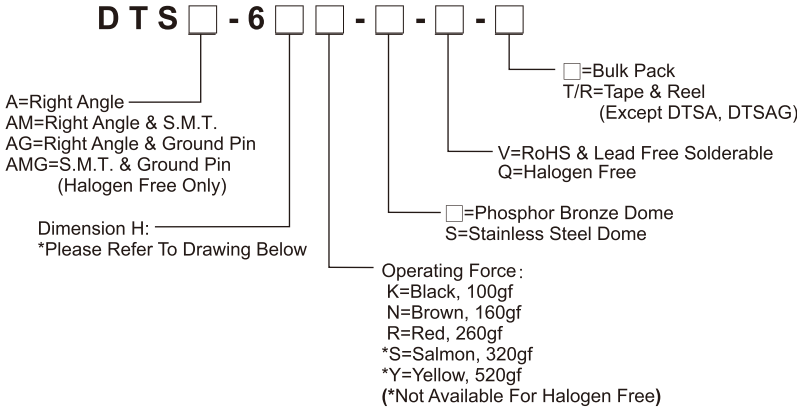 DTS□-6□□-□-□-□
A=Right Angle
AM=Right Angle & S.M.T.
AG=Right Angle & Ground Pin
AMG=S.M.T. & Ground Pin
(Halogen Free Only)
Dimension H:
*Please Refer To Drawing Below
Operating Force:
K=Black, 100gf
N=Brown, 160gf
R=Red, 260gf
*S=Salmon, 320gf
*Y=Yellow, 520gf
(*Not Available For Halogen Free)
□=Phosphor Bronze Dome
S=Stainless Steel Dome
V=RoHS & Lead Free Solderable
Q=Halogen Free
□=Bulk Pack
T/R=Tape & Reel
(Except DTSA, DTSAG)